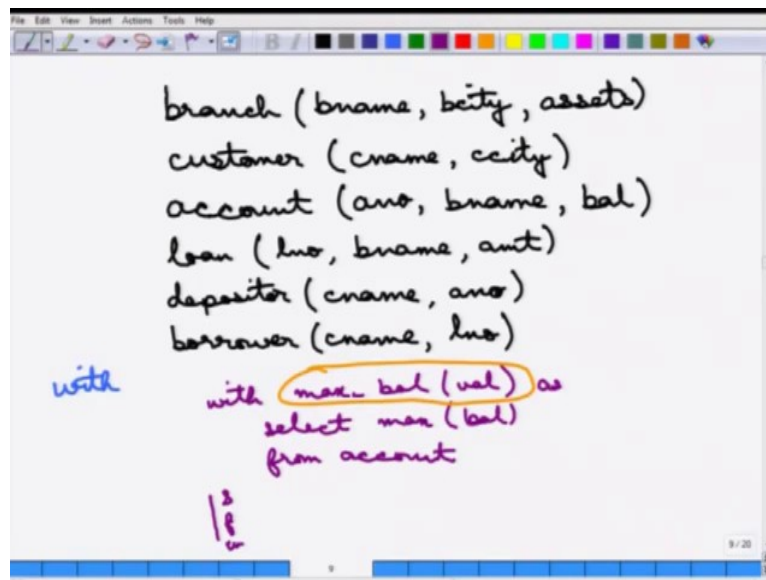 File Edit View Insert Actions Tools Help
branch (bname, bcity, assets)
customer (cname, ccity)
account (ano, bname, bal)
loan (lno, bname, amt)
depositor (cname, ano)
borrower (cname, lno)
with
with max_bal (val) as
select max (bal)
from account
s
f
w
9/20
9